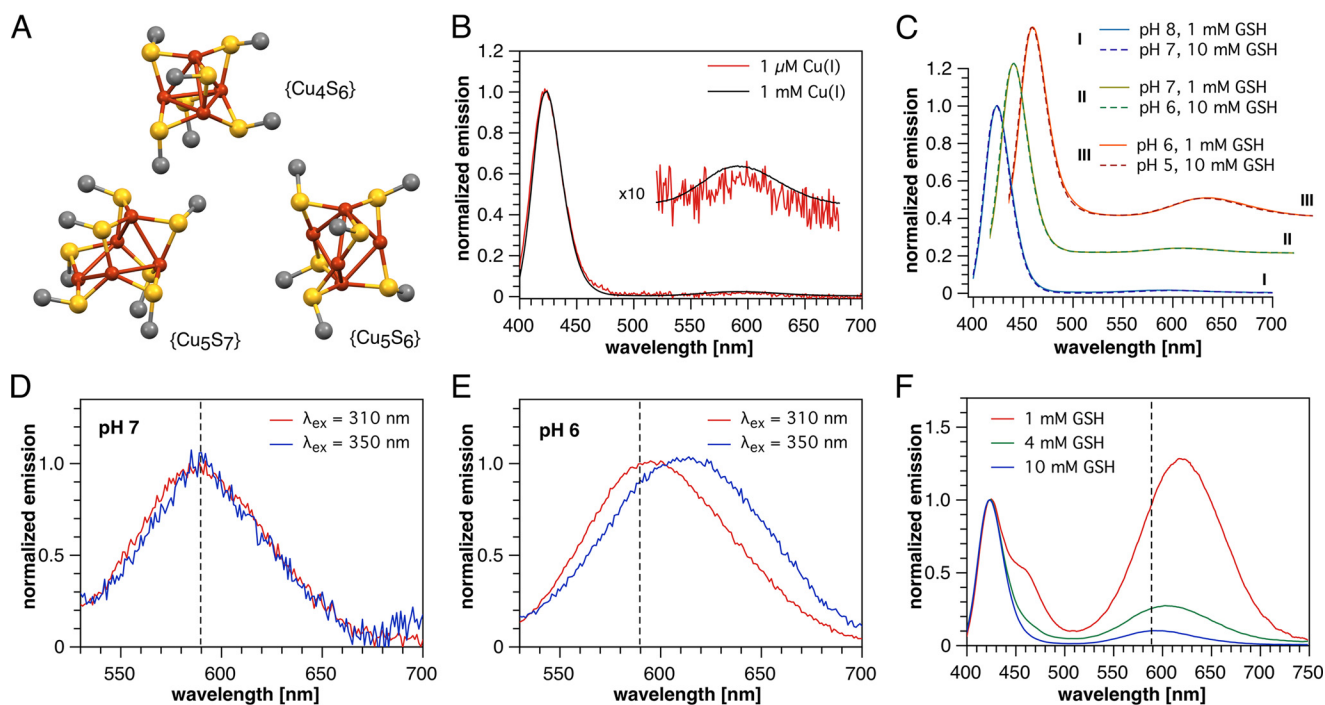 A
{Cu4S6}
{Cu5S7}
{Cu5S6}
B
normalized emission
1.2
1.0
0.8
0.6
0.4
0.2
0
1 µM Cu(I)
1 mM Cu(I)
x10
400
450
500
550
600
650
700
wavelength [nm]
C
normalized emission
1.2
1.0
0.8
0.6
0.4
0.2
0.0
I
pH 8, 1 mM GSH
pH 7, 10 mM GSH
II
pH 7, 1 mM GSH
pH 6, 10 mM GSH
III
pH 6, 1 mM GSH
pH 5, 10 mM GSH
III
II
I
400
450
500
550
600
650
700
wavelength [nm]
D
normalized emission
1.0
0.5
0
pH 7
λex = 310 nm
λex = 350 nm
550
600
650
700
wavelength [nm]
E
normalized emission
1.0
0.5
0
pH 6
λex = 310 nm
λex = 350 nm
550
600
650
700
wavelength [nm]
F
normalized emission
1.5
1.0
0.5
0
1 mM GSH
4 mM GSH
10 mM GSH
400
450
500
550
600
650
700
750
wavelength [nm]